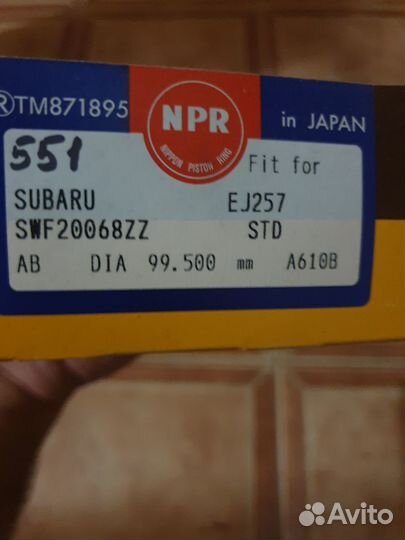 ®TM871895
NPR
NIPPON PISTON RING
in JAPAN
551
Fit for
SUBARU EJ257
SWF20068ZZ STD
AB DIA 99.500 mm A610B
Avito